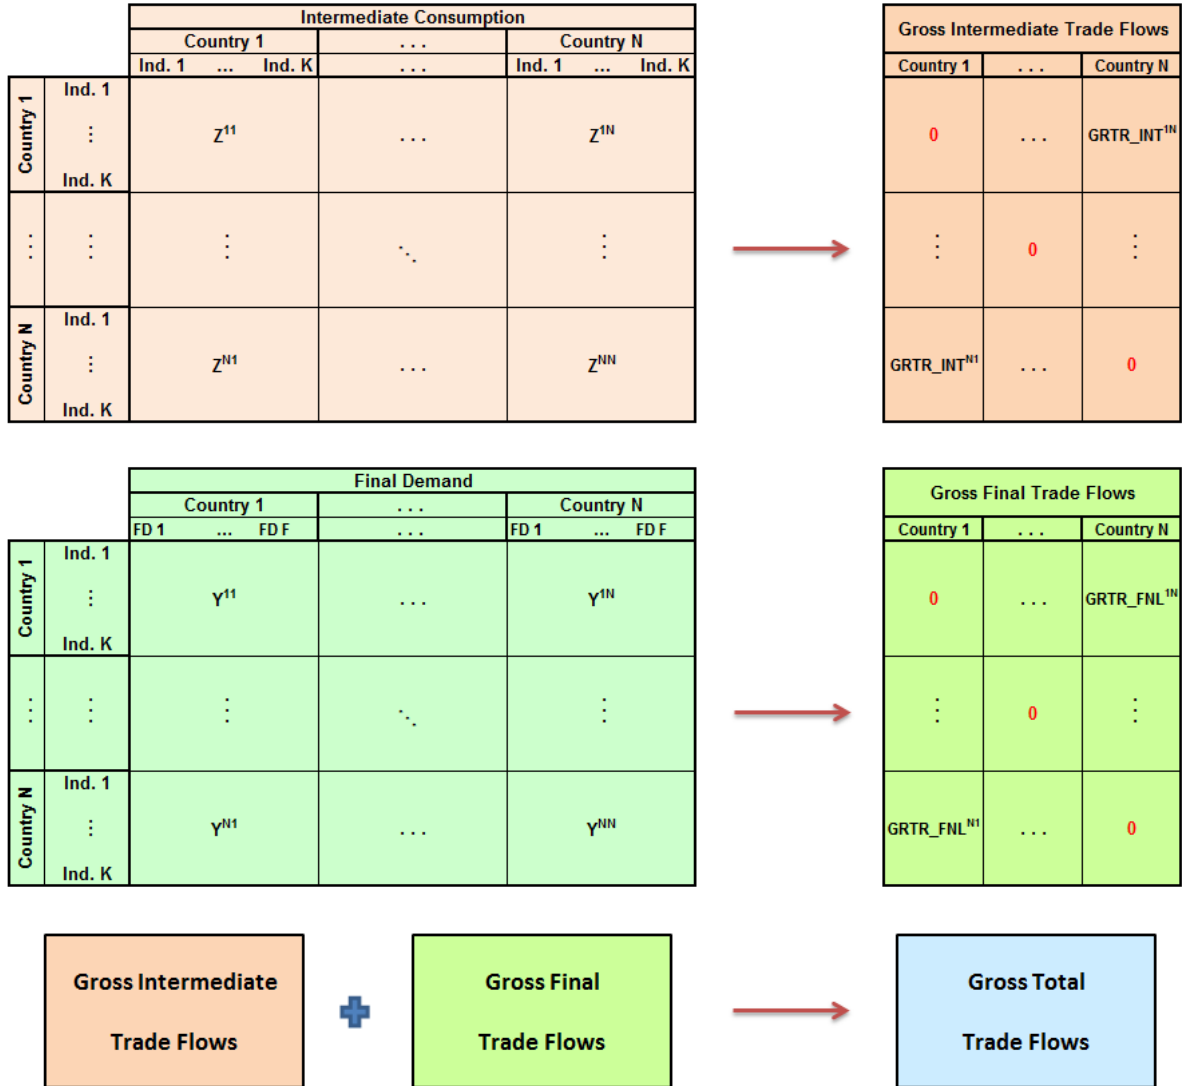 Intermediate Consumption
Country 1 . . . Country N
Ind. 1 ... Ind. K . . . Ind. 1 ... Ind. K
Gross Intermediate Trade Flows
Country 1 . . . Country N
Country 1
Ind. 1
⋮
Ind. K
Z¹¹ . . . Z¹ᴺ
0 . . . GRTR_INT¹ᴺ
⋮ ⋮ ⋮ ⋱ ⋮
⋮ 0 ⋮
Country N
Ind. 1
⋮
Ind. K
Zᴺ¹ . . . Zᴺᴺ
GRTR_INTᴺ¹ . . . 0
Final Demand
Country 1 . . . Country N
FD 1 ... FD F . . . FD 1 ... FD F
Gross Final Trade Flows
Country 1 . . . Country N
Country 1
Ind. 1
⋮
Ind. K
Y¹¹ . . . Y¹ᴺ
0 . . . GRTR_FNL¹ᴺ
⋮ ⋮ ⋮ ⋱ ⋮
⋮ 0 ⋮
Country N
Ind. 1
⋮
Ind. K
Yᴺ¹ . . . Yᴺᴺ
GRTR_FNLᴺ¹ . . . 0
Gross Intermediate
Trade Flows
Gross Final
Trade Flows
Gross Total
Trade Flows